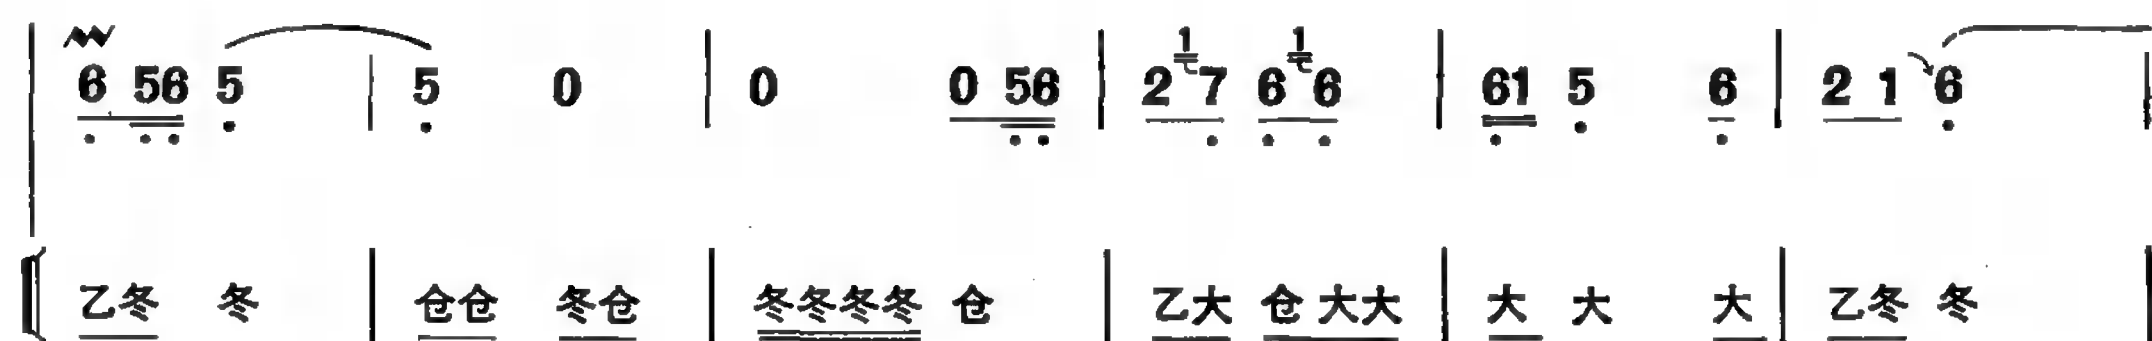 6 56 5 | 5 0 | 0 0 56 | 2 1 7 6 1 6 | 61 5 6 | 2 1 6 |
乙冬 冬 | 仓仓 冬仓 | 冬冬冬冬 仓 | 乙大 仓大大 | 大 大 大 | 乙冬 冬 |